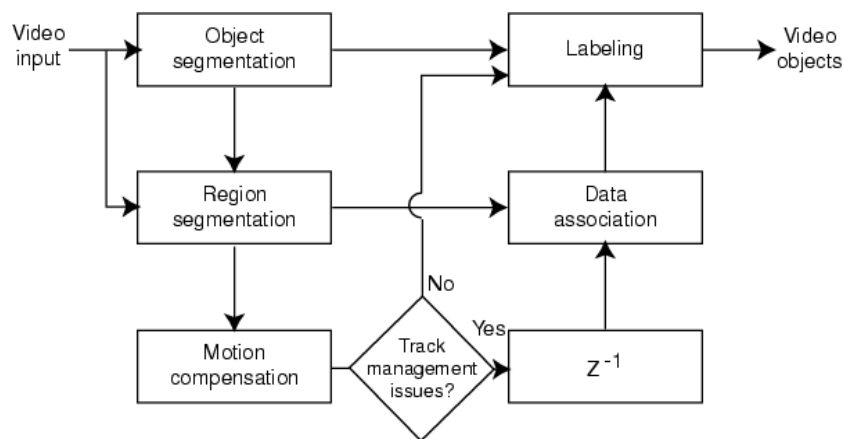 Video
input
Object
segmentation
Labeling
Video
objects
Region
segmentation
Data
association
No
Motion
compensation
Track
management
issues?
Yes
z⁻¹